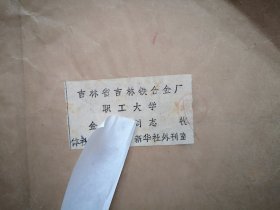 吉林省吉林铁合金厂
职工大学
金 同志 收
新华社外刊室